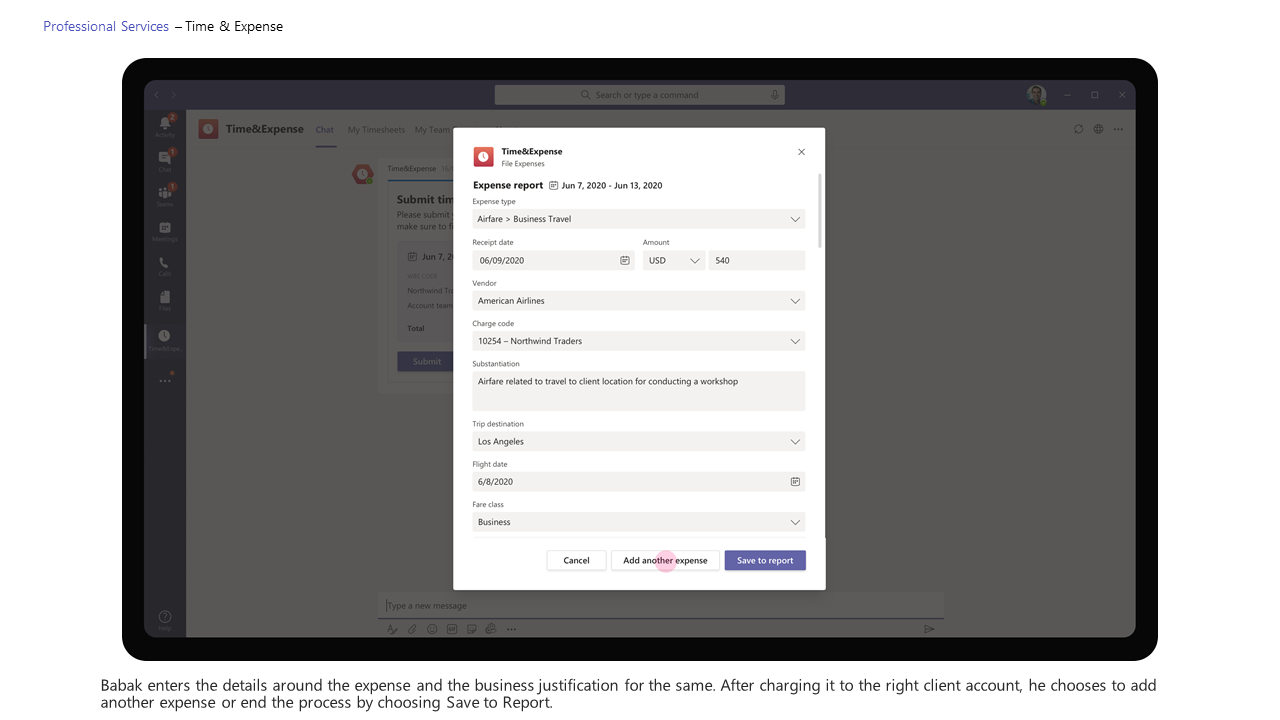 Professional Services – Time & Expense
Search or type a command
Time&Expense
Chat
My Timesheets
My Team
Activity
2
Chat
1
Teams
1
Meetings
Calls
Files
Help
Time&Expense
Submit tim
Please submit
make sure to fi
Jun 7, 2
WBS CODE
Northwind Tra
Account team
Total
Submit
Type a new message
Time&Expense
File Expenses
Expense report Jun 7, 2020 - Jun 13, 2020
Expense type
Airfare > Business Travel
Receipt date
06/09/2020
Amount
USD
540
Vendor
American Airlines
Charge code
10254 – Northwind Traders
Substantiation
Airfare related to travel to client location for conducting a workshop
Trip destination
Los Angeles
Flight date
6/8/2020
Fare class
Business
Cancel
Add another expense
Save to report
Babak enters the details around the expense and the business justification for the same. After charging it to the right client account, he chooses to add
another expense or end the process by choosing Save to Report.